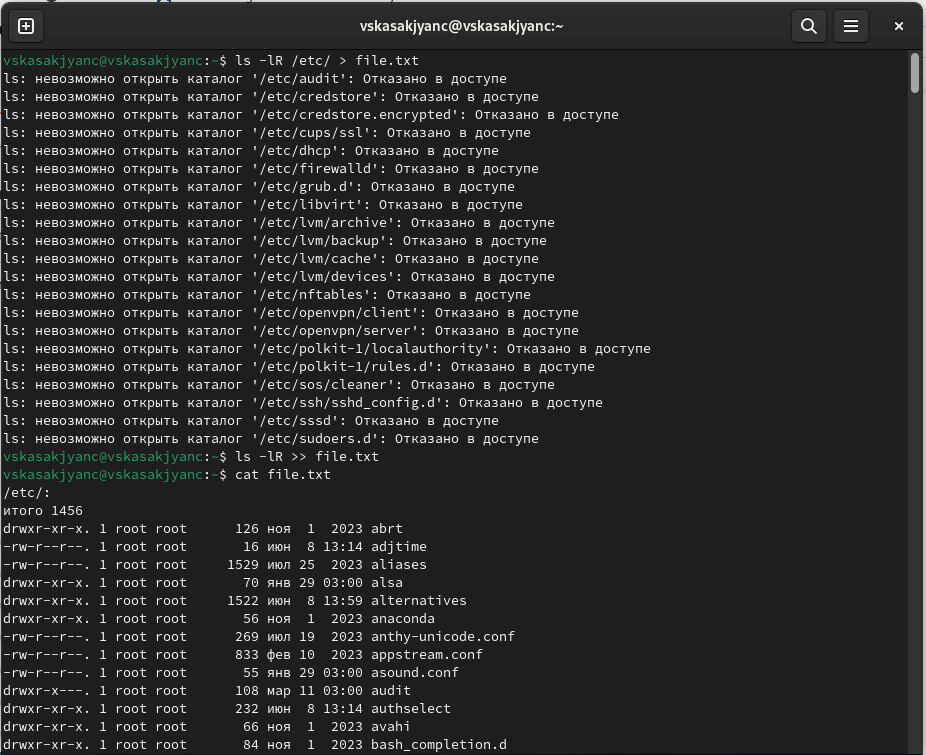 vskasakjyanc@vskasakjyanc:~
vskasakjyanc@vskasakjyanc:~$ ls -lR /etc/ > file.txt
ls: невозможно открыть каталог '/etc/audit': Отказано в доступе
ls: невозможно открыть каталог '/etc/credstore': Отказано в доступе
ls: невозможно открыть каталог '/etc/credstore.encrypted': Отказано в доступе
ls: невозможно открыть каталог '/etc/cups/ssl': Отказано в доступе
ls: невозможно открыть каталог '/etc/dhcp': Отказано в доступе
ls: невозможно открыть каталог '/etc/firewalld': Отказано в доступе
ls: невозможно открыть каталог '/etc/grub.d': Отказано в доступе
ls: невозможно открыть каталог '/etc/libvirt': Отказано в доступе
ls: невозможно открыть каталог '/etc/lvm/archive': Отказано в доступе
ls: невозможно открыть каталог '/etc/lvm/backup': Отказано в доступе
ls: невозможно открыть каталог '/etc/lvm/cache': Отказано в доступе
ls: невозможно открыть каталог '/etc/lvm/devices': Отказано в доступе
ls: невозможно открыть каталог '/etc/nftables': Отказано в доступе
ls: невозможно открыть каталог '/etc/openvpn/client': Отказано в доступе
ls: невозможно открыть каталог '/etc/openvpn/server': Отказано в доступе
ls: невозможно открыть каталог '/etc/polkit-1/localauthority': Отказано в доступе
ls: невозможно открыть каталог '/etc/polkit-1/rules.d': Отказано в доступе
ls: невозможно открыть каталог '/etc/sos/cleaner': Отказано в доступе
ls: невозможно открыть каталог '/etc/ssh/sshd_config.d': Отказано в доступе
ls: невозможно открыть каталог '/etc/sssd': Отказано в доступе
ls: невозможно открыть каталог '/etc/sudoers.d': Отказано в доступе
vskasakjyanc@vskasakjyanc:~$ ls -lR >> file.txt
vskasakjyanc@vskasakjyanc:~$ cat file.txt
/etc/:
итого 1456
drwxr-xr-x. 1 root root      126 ноя  1  2023 abrt
-rw-r--r--. 1 root root       16 июн  8 13:14 adjtime
-rw-r--r--. 1 root root     1529 июл 25  2023 aliases
drwxr-xr-x. 1 root root       70 янв 29 03:00 alsa
drwxr-xr-x. 1 root root     1522 июн  8 13:59 alternatives
drwxr-xr-x. 1 root root       56 ноя  1  2023 anaconda
-rw-r--r--. 1 root root      269 июл 19  2023 anthy-unicode.conf
-rw-r--r--. 1 root root      833 фев 10  2023 appstream.conf
-rw-r--r--. 1 root root       55 янв 29 03:00 asound.conf
drwxr-x---. 1 root root      108 мар 11 03:00 audit
drwxr-xr-x. 1 root root      232 июн  8 13:14 authselect
drwxr-xr-x. 1 root root       66 ноя  1  2023 avahi
drwxr-xr-x. 1 root root       84 ноя  1  2023 bash_completion.d